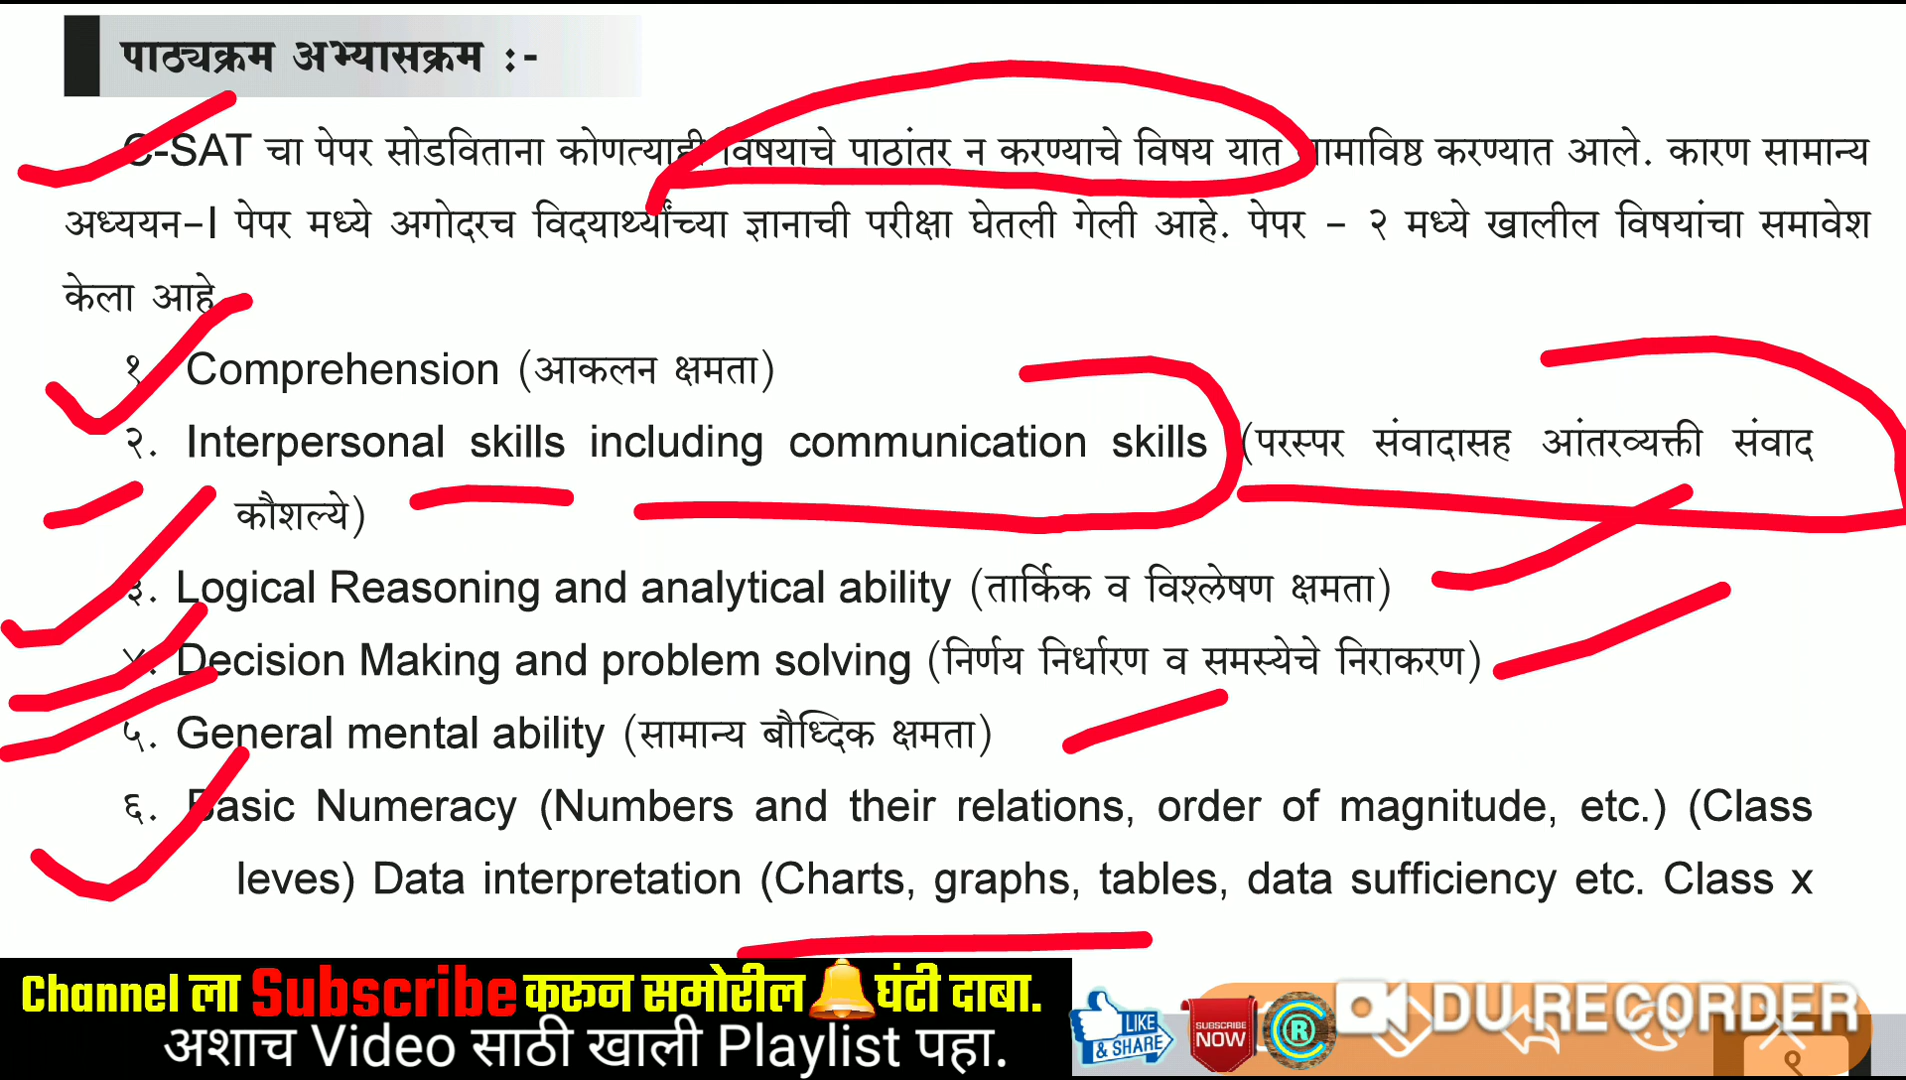 पाठ्यक्रम अभ्यासक्रम :-
C-SAT चा पेपर सोडविताना कोणत्याही विषयाचे पाठांतर न करण्याचे विषय यात सामाविष्ठ करण्यात आले. कारण सामान्य
अध्ययन-I पेपर मध्ये अगोदरच विदयार्थ्यांच्या ज्ञानाची परीक्षा घेतली गेली आहे. पेपर - २ मध्ये खालील विषयांचा समावेश
केला आहे
१. Comprehension (आकलन क्षमता)
२. Interpersonal skills including communication skills (परस्पर संवादासह आंतरव्यक्ती संवाद
कौशल्ये)
३. Logical Reasoning and analytical ability (तार्किक व विश्लेषण क्षमता)
४. Decision Making and problem solving (निर्णय निर्धारण व समस्येचे निराकरण)
५. General mental ability (सामान्य बौध्दिक क्षमता)
६. Basic Numeracy (Numbers and their relations, order of magnitude, etc.) (Class
leves) Data interpretation (Charts, graphs, tables, data sufficiency etc. Class x
Channel ला Subscribe करून समोरील घंटी दाबा.
अशाच Video साठी खाली Playlist पहा.
LIKE
& SHARE
SUBSCRIBE
NOW
C R
DU RECORDER
१